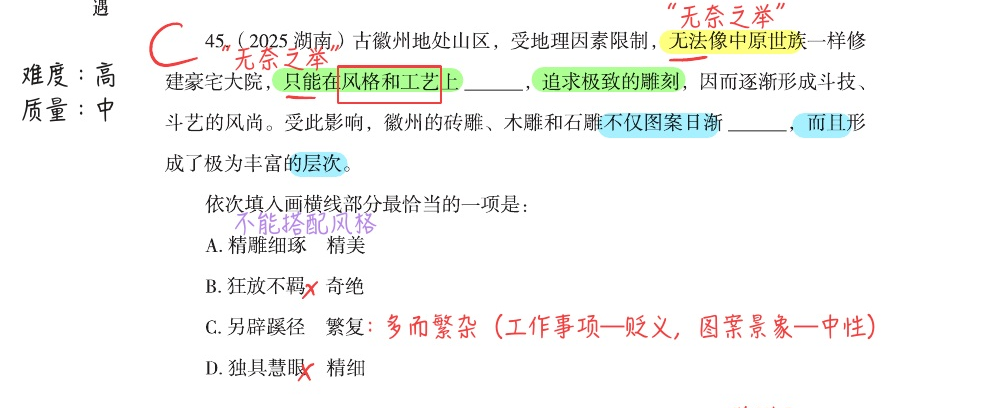 遇
"无奈之举"
45.（2025 湖南）古徽州地处山区，受地理因素限制，无法像中原世族一样修
"无奈之举"
难度：高
建豪宅大院，只能在风格和工艺上______，追求极致的雕刻，因而逐渐形成斗技、
质量：中
斗艺的风尚。受此影响，徽州的砖雕、木雕和石雕不仅图案日渐______，而且形
成了极为丰富的层次。
依次填入画横线部分最恰当的一项是：
不能搭配风格
A. 精雕细琢 精美
B. 狂放不羁 奇绝
C. 另辟蹊径 繁复：多而繁杂（工作事项—贬义，图案景象—中性）
D. 独具慧眼 精细